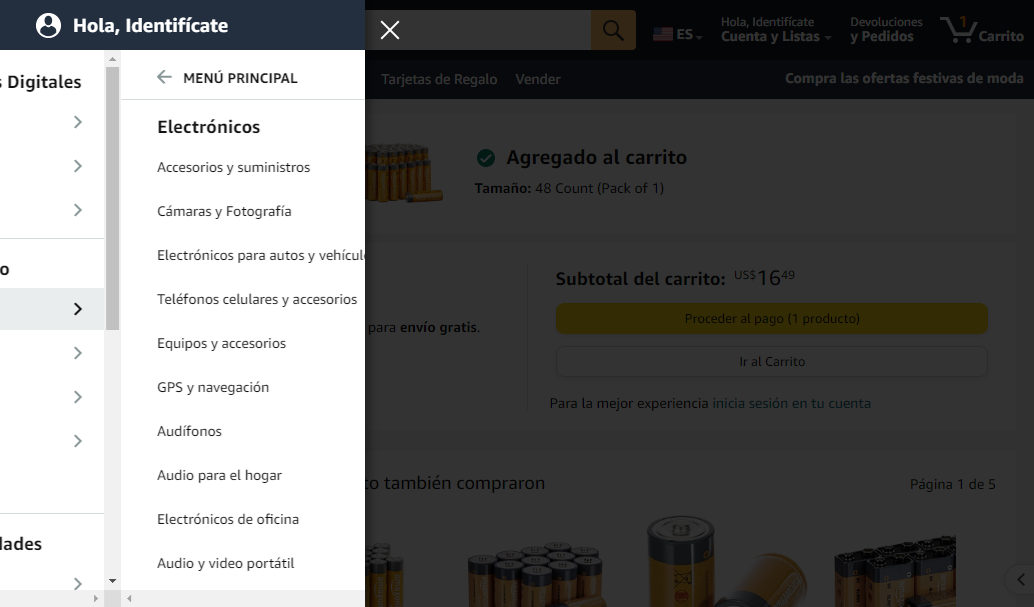 Hola, Identifícate
s Digitales
o
dades
MENÚ PRINCIPAL
Electrónicos
Accesorios y suministros
Cámaras y Fotografía
Electrónicos para autos y vehícul
Teléfonos celulares y accesorios
Equipos y accesorios
GPS y navegación
Audífonos
Audio para el hogar
Electrónicos de oficina
Audio y video portátil
ES
Hola, Identifícate
Cuenta y Listas
Devoluciones
y Pedidos
1
Carrito
Tarjetas de Regalo
Vender
Compra las ofertas festivas de moda
Agregado al carrito
Tamaño: 48 Count (Pack of 1)
para envío gratis.
Subtotal del carrito: US$16⁴⁹
Proceder al pago (1 producto)
Ir al Carrito
Para la mejor experiencia inicia sesión en tu cuenta
to también compraron
Página 1 de 5